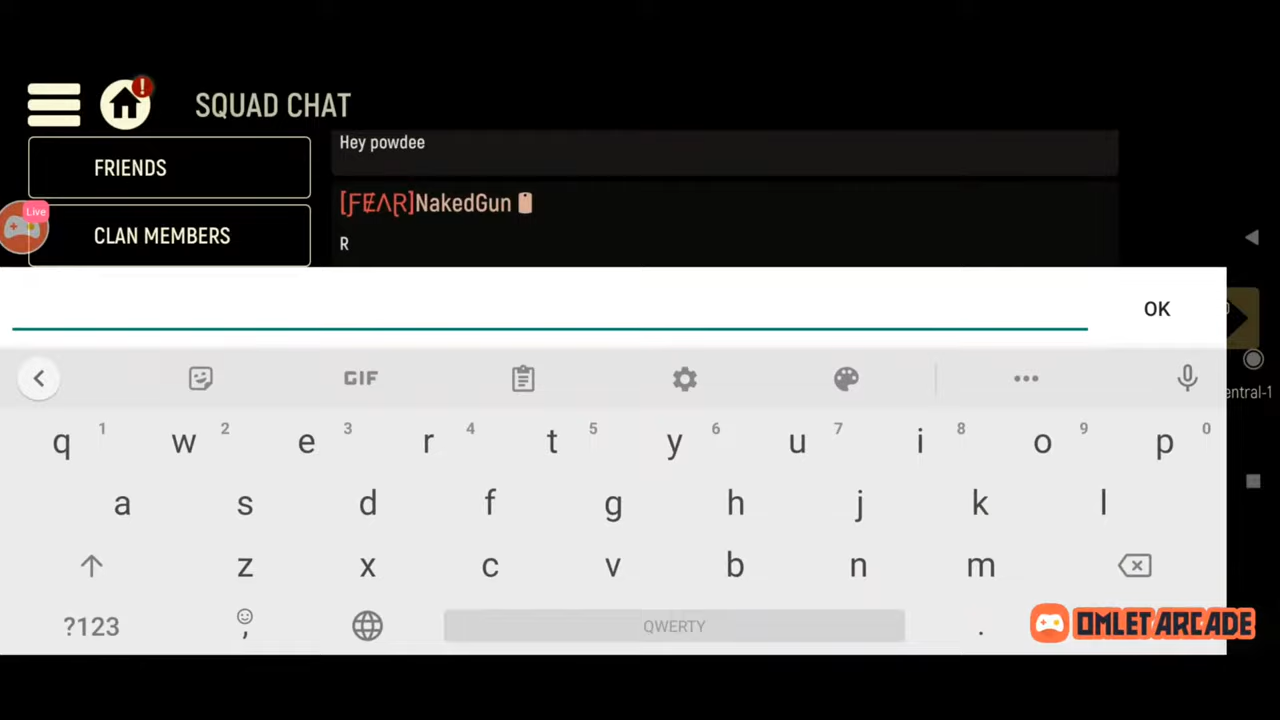 SQUAD CHAT
!
FRIENDS
CLAN MEMBERS
Live
Hey powdee
[ƑɆΛƦ]NakedGun
R
OK
entral-1
GIF
q 1 w 2 e 3 r 4 t 5 y 6 u 7 i 8 o 9 p 0
a s d f g h j k l
z x c v b n m
?123 , QWERTY .
OMLET ARCADE